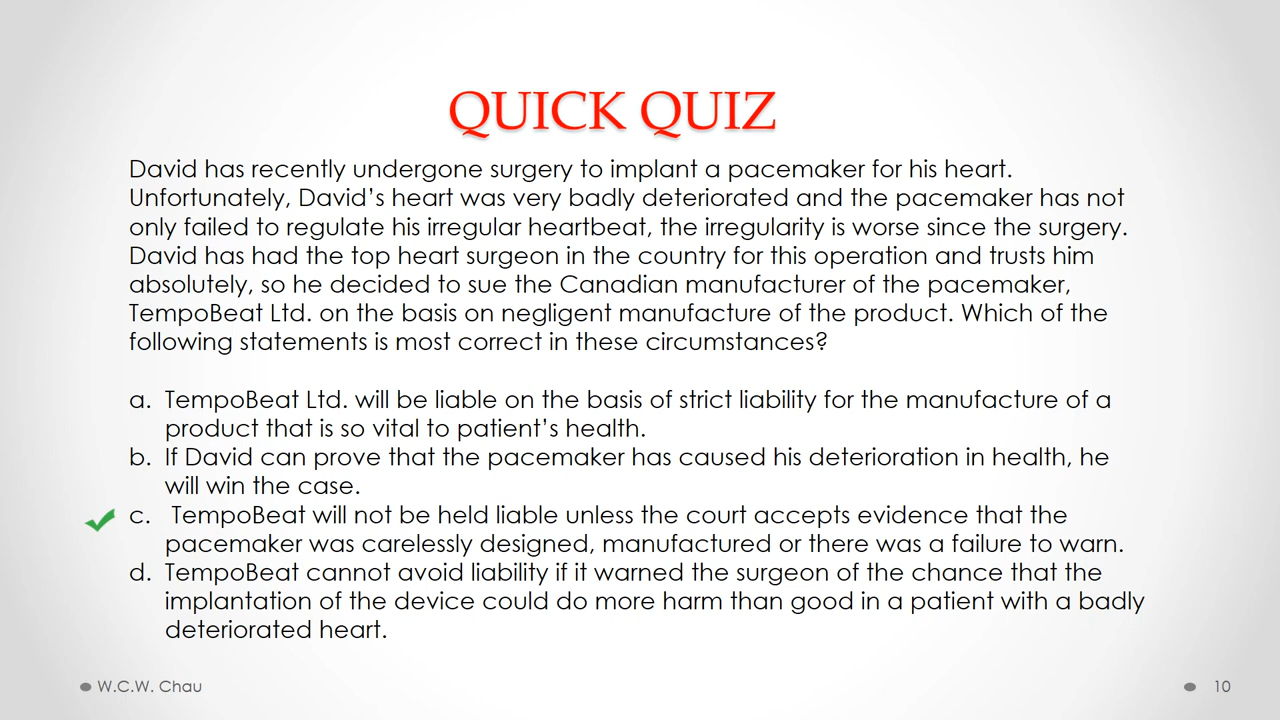 QUICK QUIZ
David has recently undergone surgery to implant a pacemaker for his heart.
Unfortunately, David's heart was very badly deteriorated and the pacemaker has not
only failed to regulate his irregular heartbeat, the irregularity is worse since the surgery.
David has had the top heart surgeon in the country for this operation and trusts him
absolutely, so he decided to sue the Canadian manufacturer of the pacemaker,
TempoBeat Ltd. on the basis on negligent manufacture of the product. Which of the
following statements is most correct in these circumstances?
a. TempoBeat Ltd. will be liable on the basis of strict liability for the manufacture of a
product that is so vital to patient's health.
b. If David can prove that the pacemaker has caused his deterioration in health, he
will win the case.
c. TempoBeat will not be held liable unless the court accepts evidence that the
pacemaker was carelessly designed, manufactured or there was a failure to warn.
d. TempoBeat cannot avoid liability if it warned the surgeon of the chance that the
implantation of the device could do more harm than good in a patient with a badly
deteriorated heart.
W.C.W. Chau
10